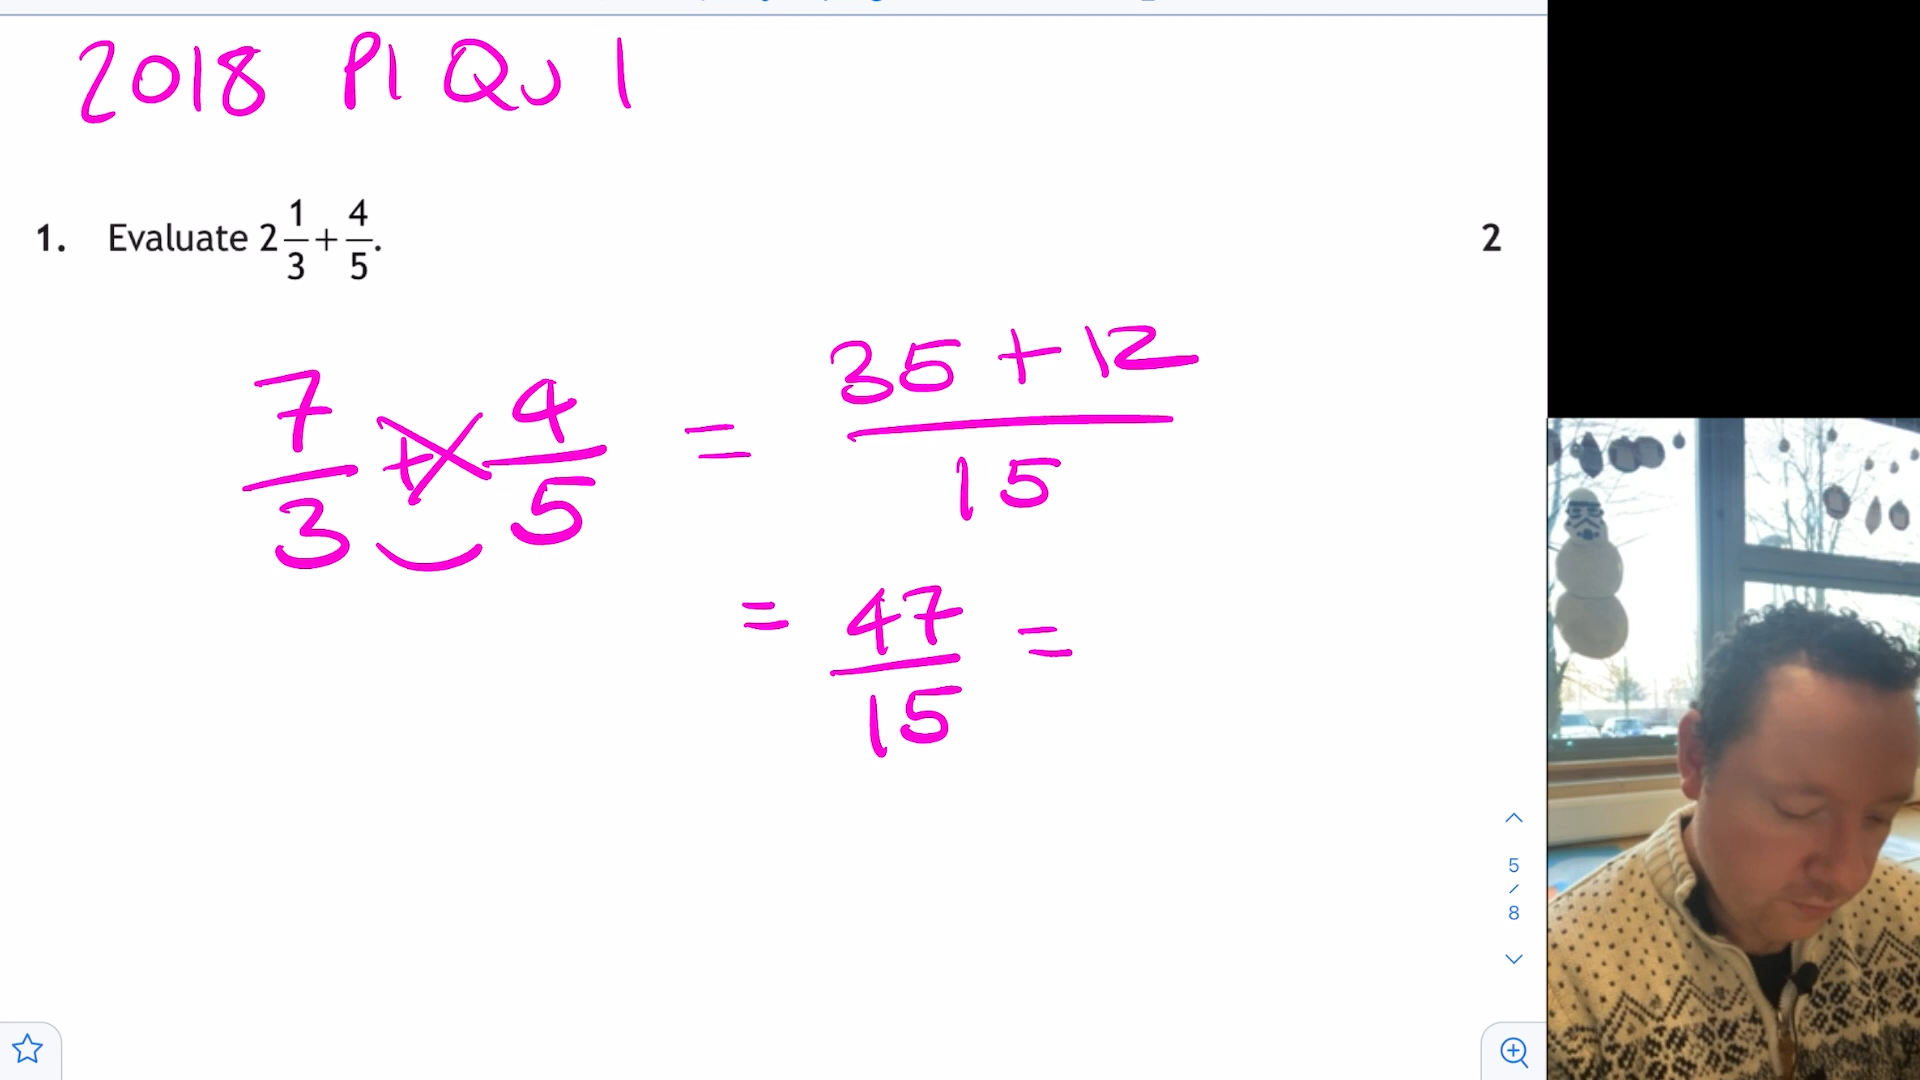 2018 P1 Qu 1
1. Evaluate 2 1/3 + 4/5. 2
7/3 + 4/5 = (35 + 12)/15
= 47/15 =
5
/
8